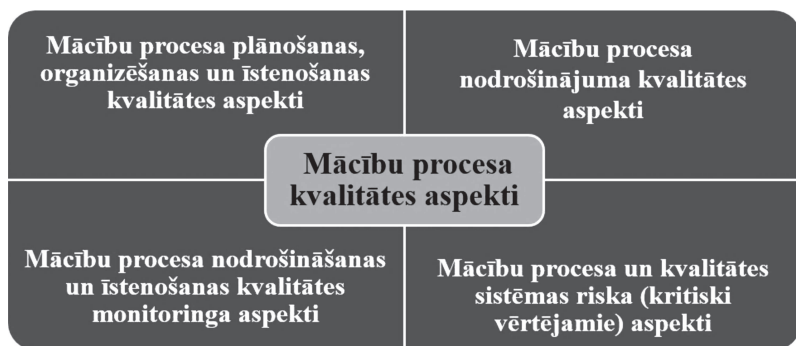 Mācību procesa plānošanas,
organizēšanas un īstenošanas
kvalitātes aspekti
Mācību procesa
nodrošinājuma kvalitātes
aspekti
Mācību procesa
kvalitātes aspekti
Mācību procesa nodrošināšanas
un īstenošanas kvalitātes
monitoringa aspekti
Mācību procesa un kvalitātes
sistēmas riska (kritiski
vērtējamie) aspekti